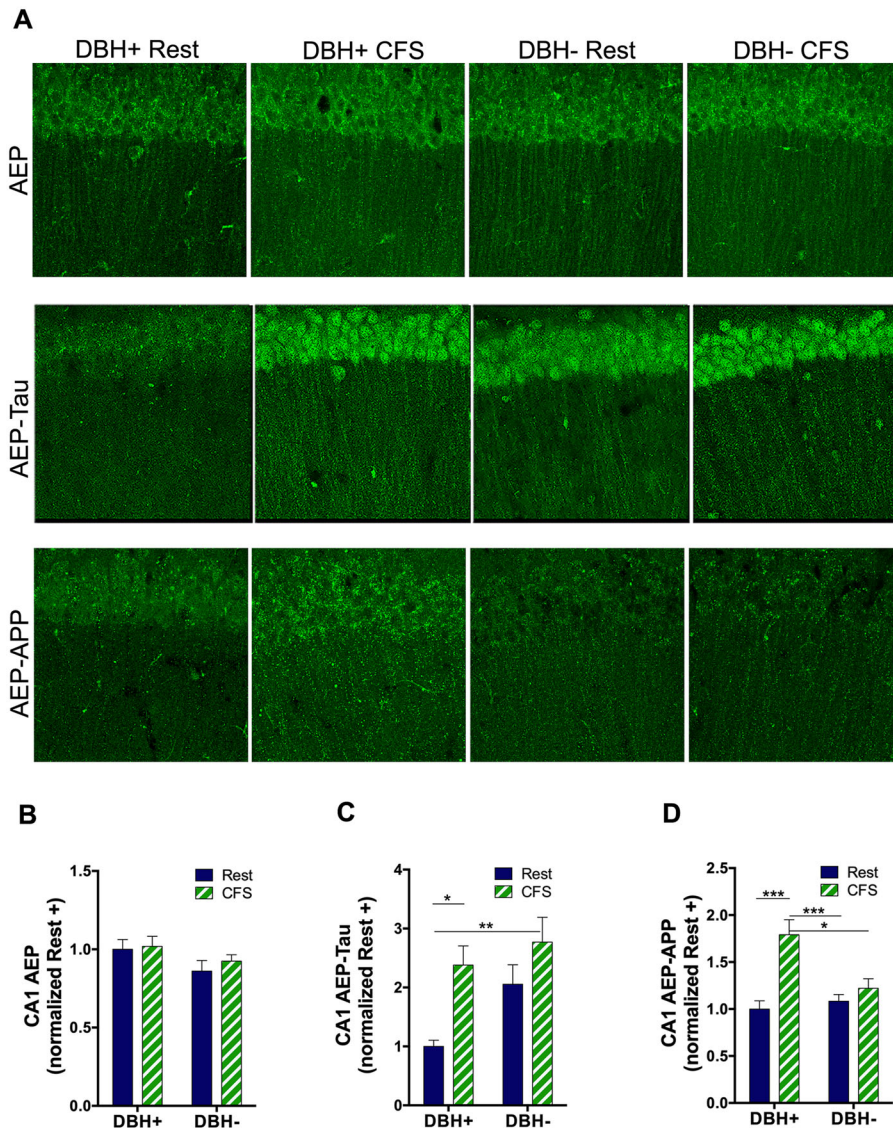 A
DBH+ Rest DBH+ CFS DBH- Rest DBH- CFS
AEP
AEP-Tau
AEP-APP
B
CA1 AEP
(normalized Rest +)
1.5
1.0
0.5
0.0
Rest
CFS
DBH+ DBH-
C
CA1 AEP-Tau
(normalized Rest +)
4
3
2
1
0
Rest
CFS
*
**
DBH+ DBH-
D
CA1 AEP-APP
(normalized Rest +)
2.5
2.0
1.5
1.0
0.5
0.0
Rest
CFS
***
***
*
DBH+ DBH-